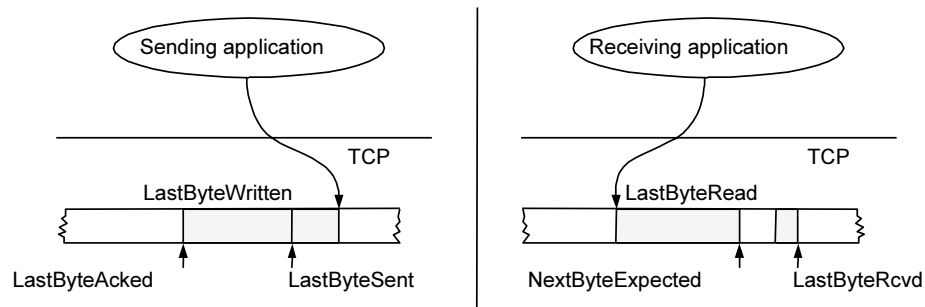 Sending application
Receiving application
TCP
TCP
LastByteWritten
LastByteRead
LastByteAcked
LastByteSent
NextByteExpected
LastByteRcvd